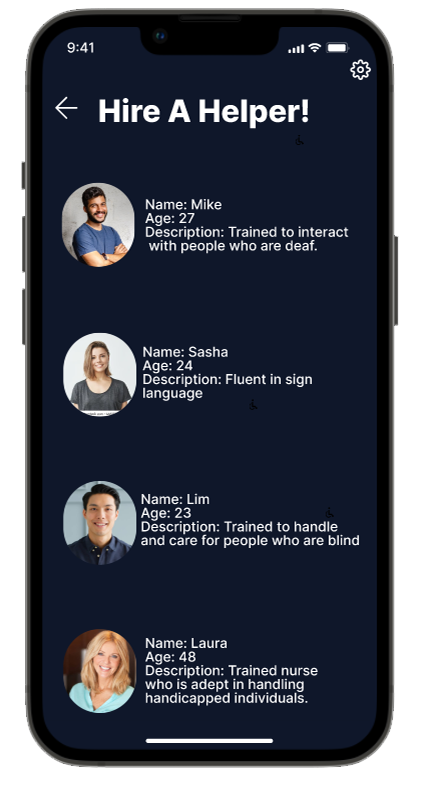 9:41
Hire A Helper!
Name: Mike
Age: 27
Description: Trained to interact
with people who are deaf.
Name: Sasha
Age: 24
Description: Fluent in sign
language
Name: Lim
Age: 23
Description: Trained to handle
and care for people who are blind
Name: Laura
Age: 48
Description: Trained nurse
who is adept in handling
handicapped individuals.